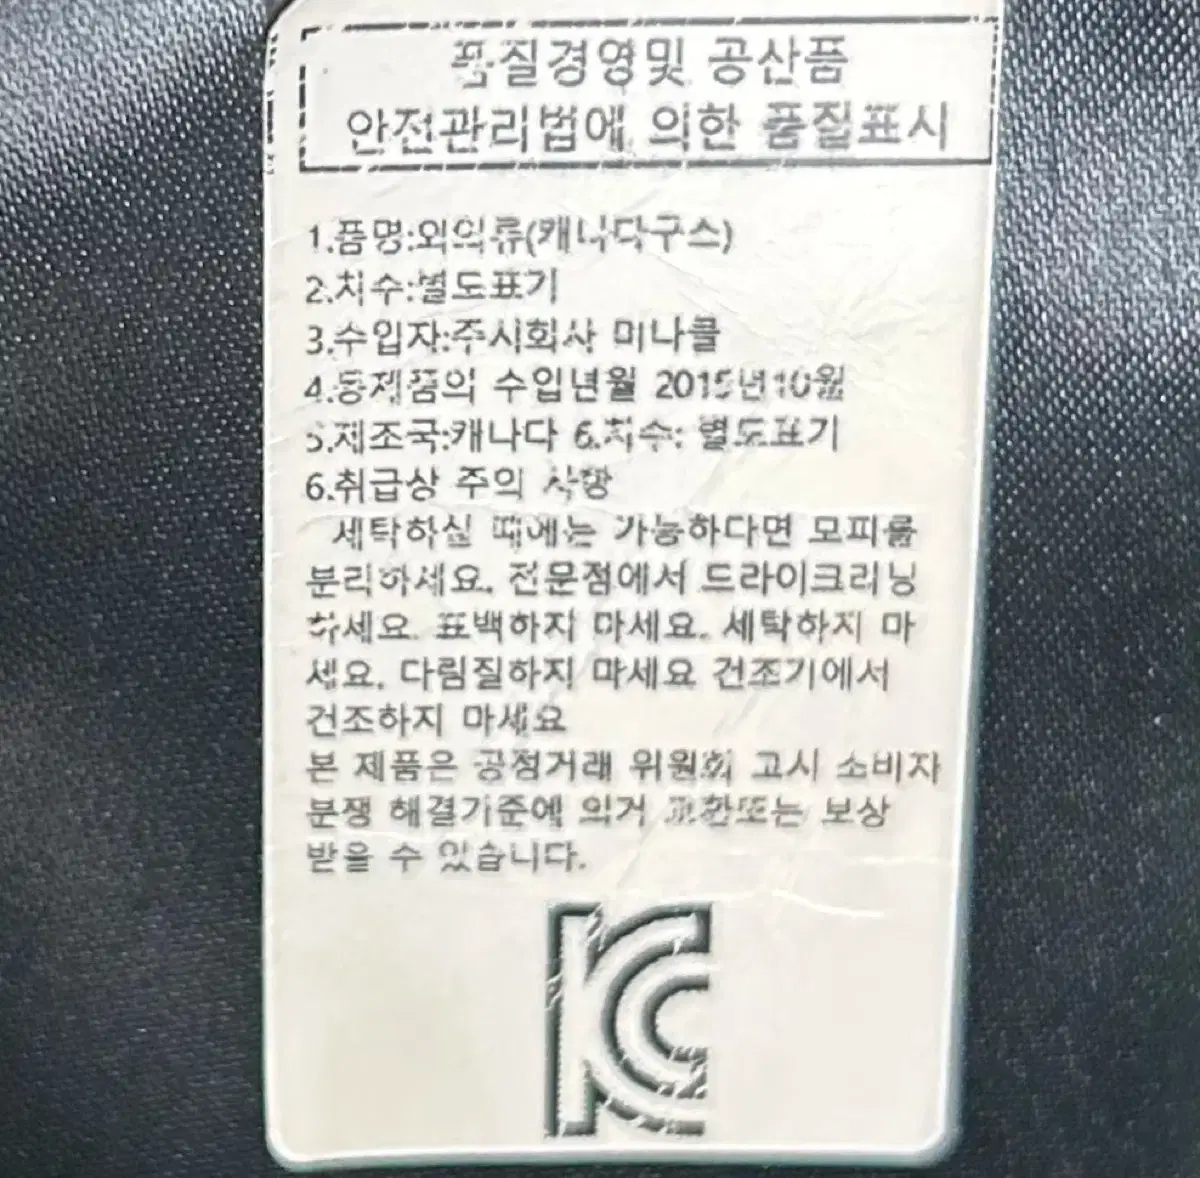 품질경영및 공산품
안전관리법에 의한 품질표시
1.품명:외의류(캐나다구스)
2.치수:별도표기
3.수입자:주시회사 미나클
4.동제품의 수입년월 2015년10월
5.제조국:캐나다 6.치수: 별도표기
6.취급상 주의 사항
세탁하실 때에는 가능하다면 모피를
분리하세요. 전문점에서 드라이크리닝
하세요. 표백하지 마세요. 세탁하지 마
세요. 다림질하지 마세요 건조기에서
건조하지 마세요
본 제품은 공정거래 위원회 고시 소비자
분쟁 해결기준에 의거 교환또는 보상
받을 수 있습니다.
KC